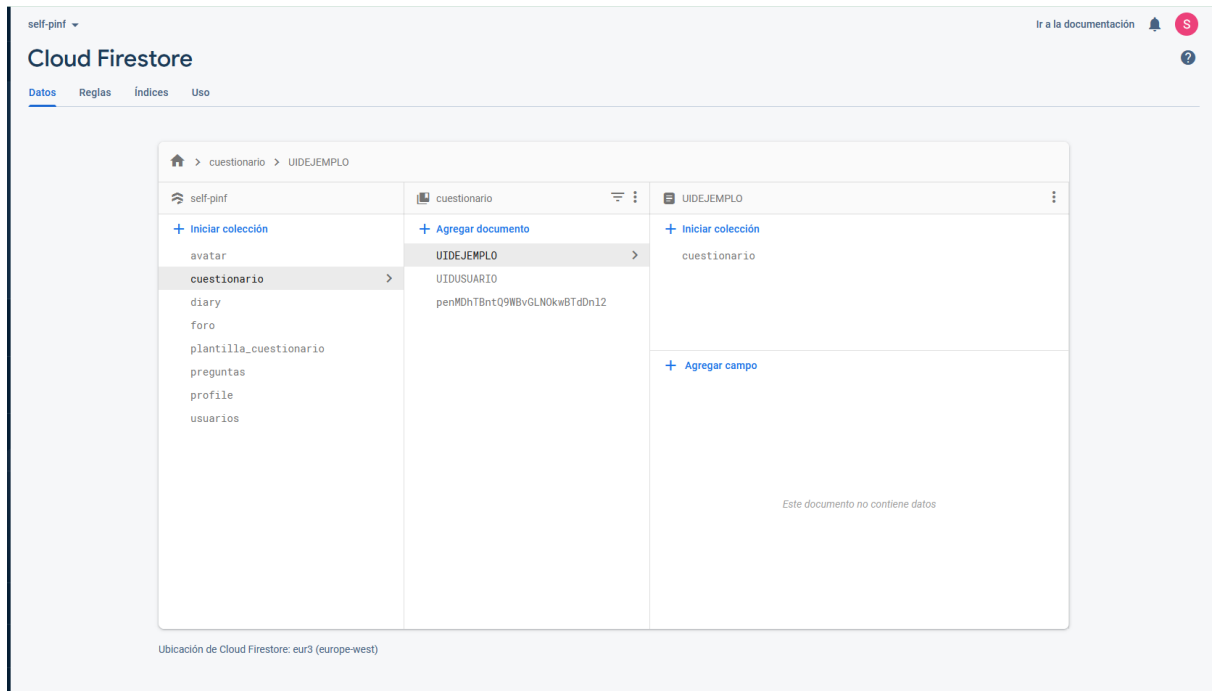 self-pinf
Ir a la documentación
S
Cloud Firestore
?
Datos Reglas Índices Uso
cuestionario > UIDEJEMPLO
self-pinf
cuestionario
UIDEJEMPLO
+ Iniciar colección
+ Agregar documento
+ Iniciar colección
avatar
UIDEJEMPLO
cuestionario
cuestionario
UIDUSUARIO
diary
penMDhTBntQ9WBvGLNOkwBTdDnl2
foro
plantilla_cuestionario
+ Agregar campo
preguntas
profile
usuarios
Este documento no contiene datos
Ubicación de Cloud Firestore: eur3 (europe-west)